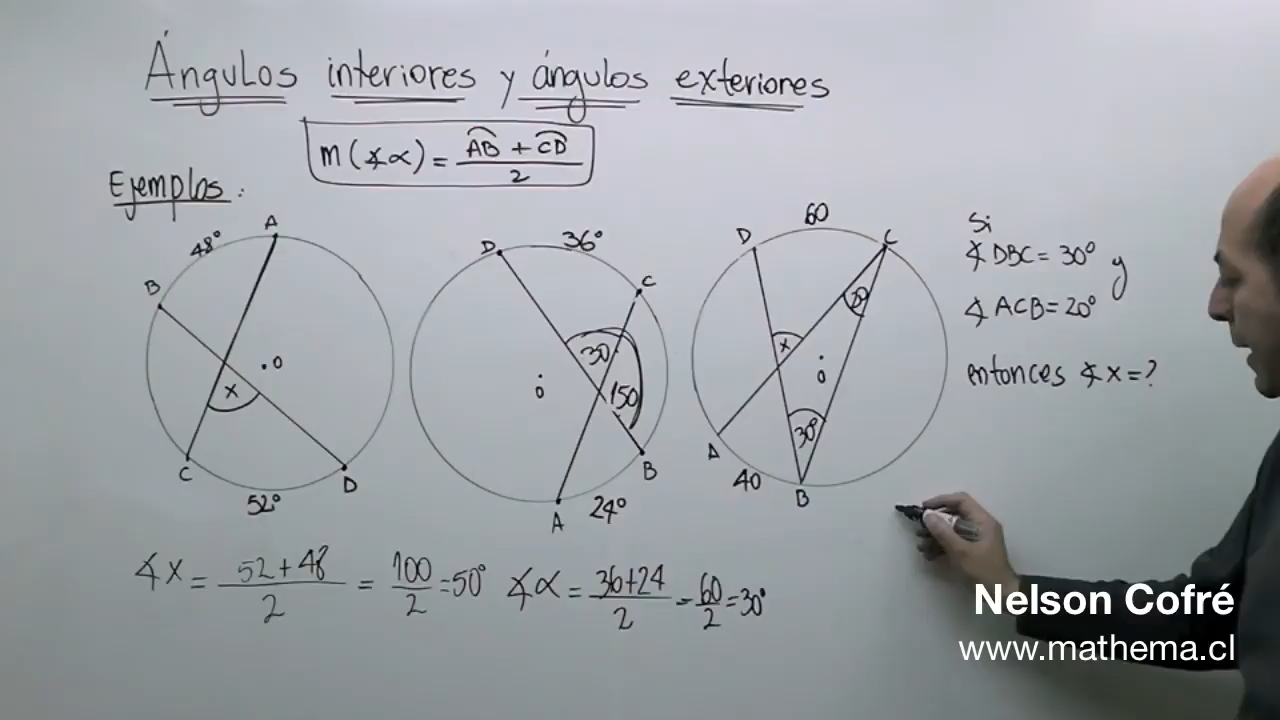 Ángulos interiores y ángulos exteriores
m(∡α) = AB + CD / 2
Ejemplos:
48°
A
B
x
.O
C
D
52°
D
36°
C
30
150
O
B
A
24°
60
D
C
20
x
O
30°
A
40
B
Si
∡ DBC = 30° y
∡ ACB = 20°
entonces ∡ x = ?
∡ x = 52 + 48 / 2 = 100 / 2 = 50°
∡ α = 36+24 / 2 = 60 / 2 = 30°
Nelson Cofré
www.mathema.cl